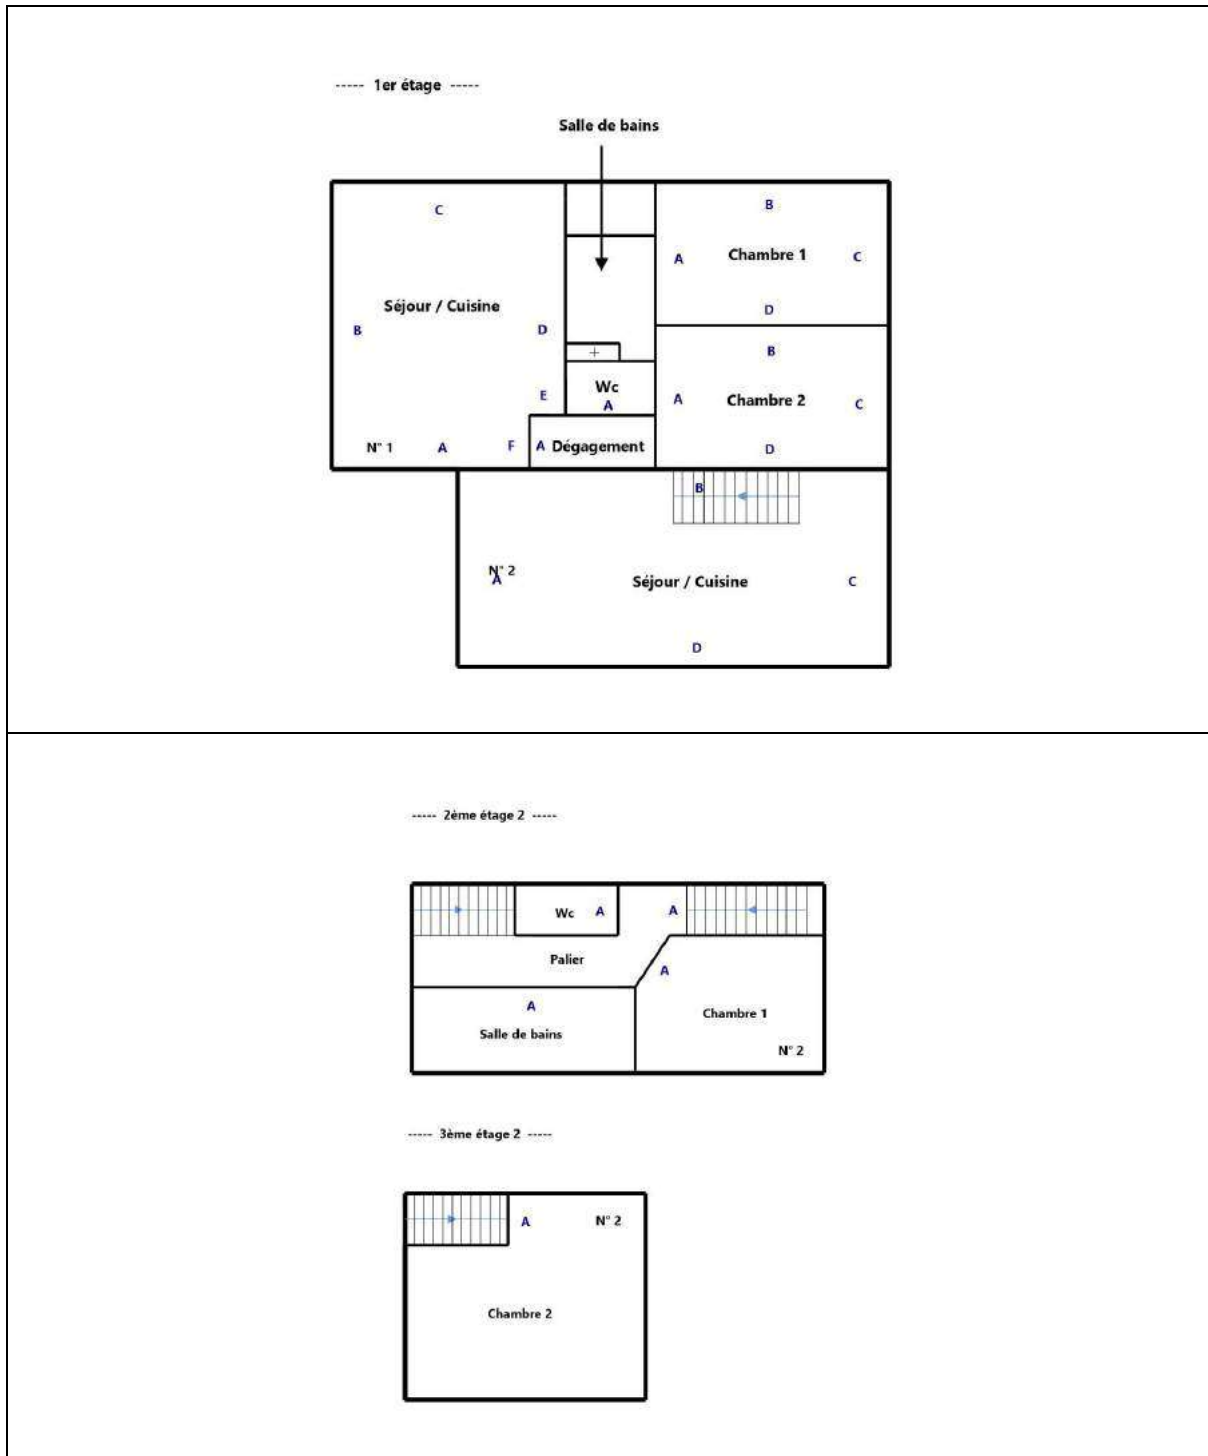 ----- 1er étage -----
Salle de bains
C
B
A
Chambre 1
C
Séjour / Cuisine
D
B
D
B
Wc
E
A
A
Chambre 2
C
N° 1
A
F
A
Dégagement
D
B
N° 2
A
Séjour / Cuisine
C
D
----- 2ème étage 2 -----
Wc
A
A
Palier
A
A
Salle de bains
Chambre 1
N° 2
----- 3ème étage 2 -----
A
N° 2
Chambre 2